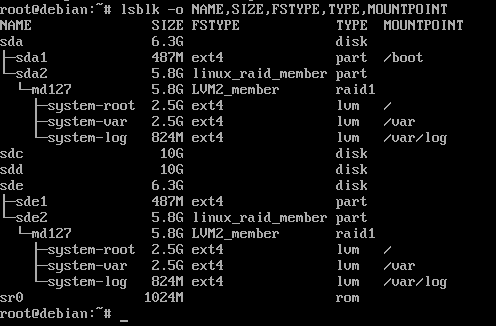 root@debian:~# lsblk -o NAME,SIZE,FSTYPE,TYPE,MOUNTPOINT
NAME                 SIZE FSTYPE            TYPE  MOUNTPOINT
sda                  6.3G                   disk
├─sda1               487M ext4              part  /boot
└─sda2               5.8G linux_raid_member part
  └─md127            5.8G LVM2_member       raid1
    ├─system-root    2.5G ext4              lvm   /
    ├─system-var     2.5G ext4              lvm   /var
    └─system-log     824M ext4              lvm   /var/log
sdc                   10G                   disk
sdd                   10G                   disk
sde                  6.3G                   disk
├─sde1               487M ext4              part
└─sde2               5.8G linux_raid_member part
  └─md127            5.8G LVM2_member       raid1
    ├─system-root    2.5G ext4              lvm   /
    ├─system-var     2.5G ext4              lvm   /var
    └─system-log     824M ext4              lvm   /var/log
sr0                 1024M                   rom
root@debian:~# _